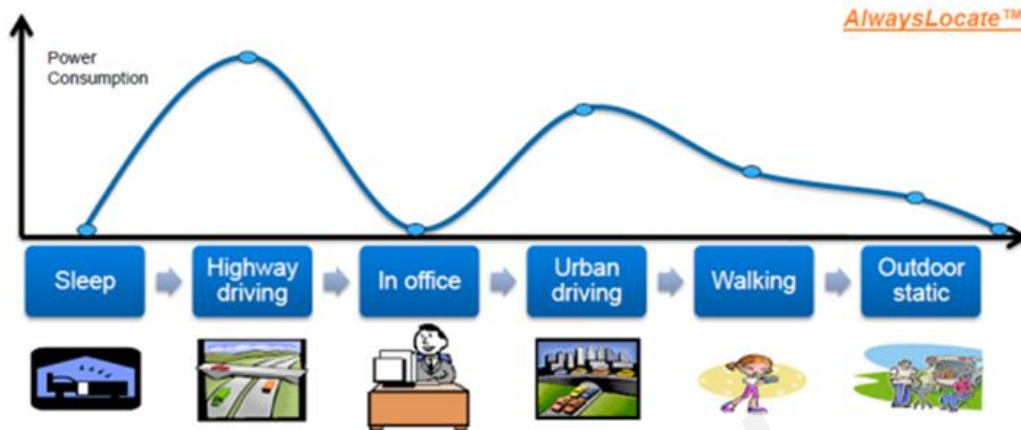 AlwaysLocate™
Power
Consumption
Sleep
Highway
driving
In office
Urban
driving
Walking
Outdoor
static